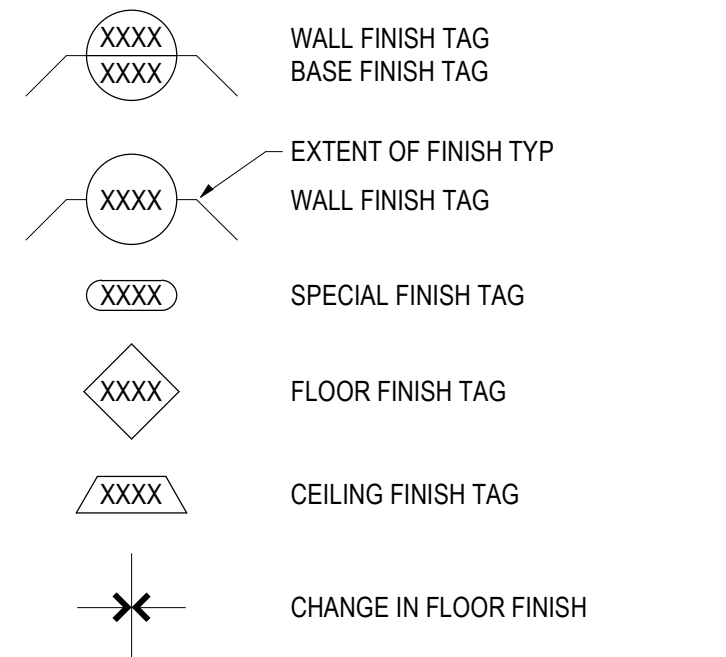 XXXX WALL FINISH TAG
XXXX BASE FINISH TAG
EXTENT OF FINISH TYP
XXXX WALL FINISH TAG
XXXX SPECIAL FINISH TAG
XXXX FLOOR FINISH TAG
XXXX CEILING FINISH TAG
CHANGE IN FLOOR FINISH